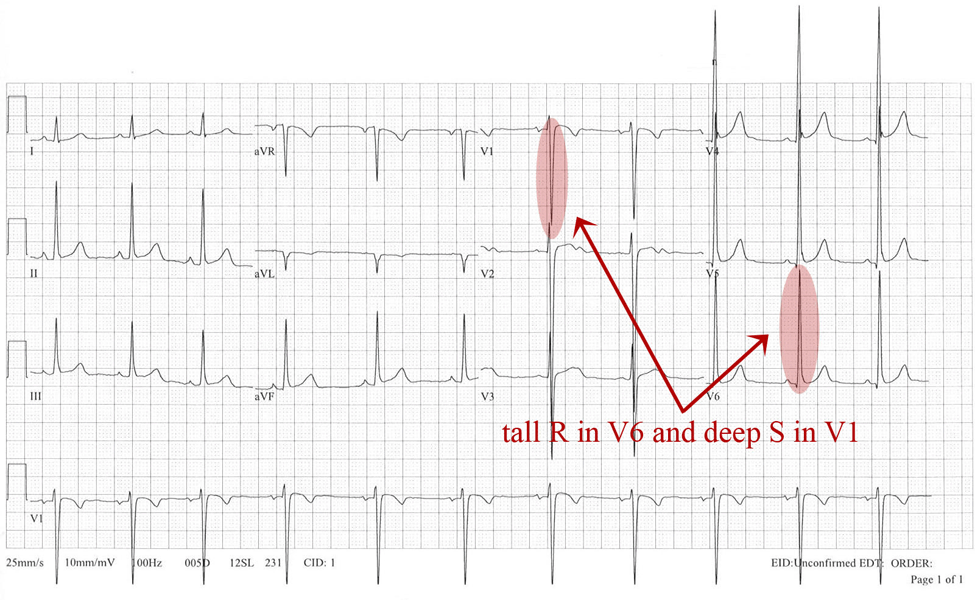 I
aVR
V1
V4
II
aVL
V2
V5
III
aVF
V3
V6
tall R in V6 and deep S in V1
V1
25mm/s 10mm/mV 100Hz 005D 12SL 231 CID: 1 EID:Unconfirmed EDT: ORDER:
Page 1 of 1